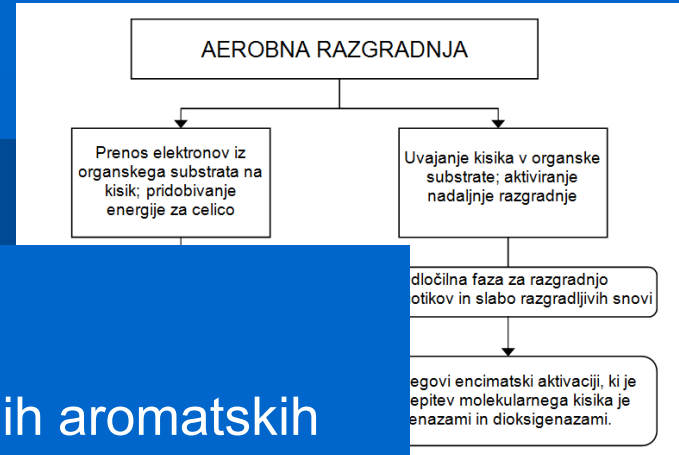 AEROBNA RAZGRADNJA
Prenos elektronov iz
organskega substrata na
kisik; pridobivanje
energije za celico
Uvajanje kisika v organske
substrate; aktiviranje
nadaljnje razgradnje
dločilna faza za razgradnjo
otikov in slabo razgradljivih snovi
egovi encimatski aktivaciji, ki je
epitev molekularnega kisika je
enazami in dioksigenazami.
ih aromatskih